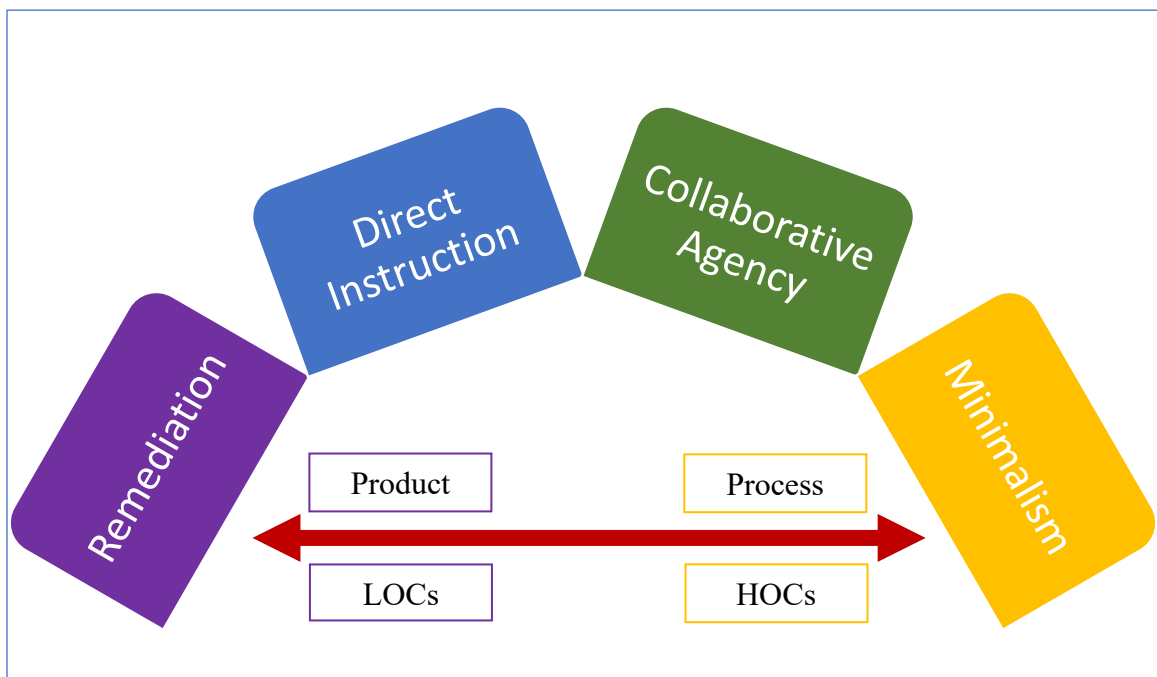 Remediation
Direct
Instruction
Collaborative
Agency
Minimalism
Product
Process
LOCs
HOCs